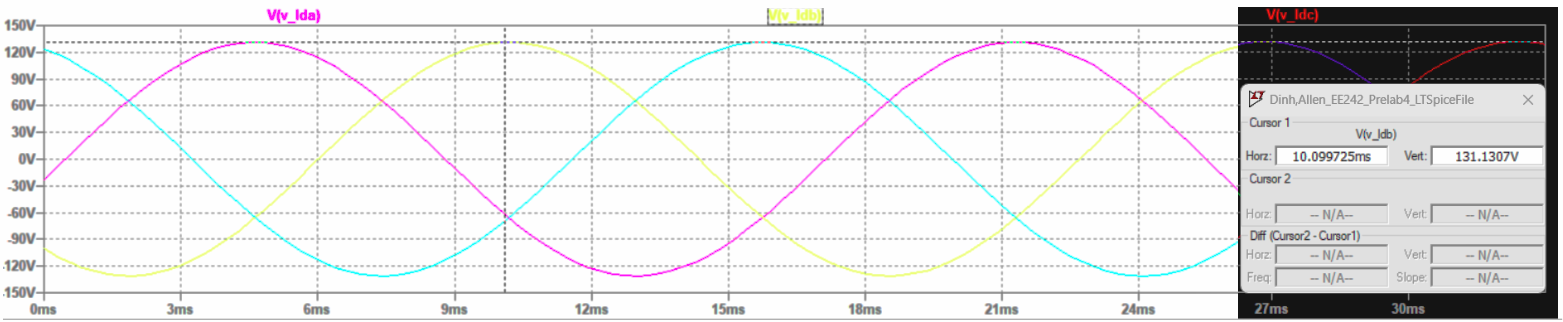 V(v_lda) V(v_ldb) V(v_ldc)
150V
120V
90V
60V
30V
0V
-30V
-60V
-90V
-120V
-150V
0ms 3ms 6ms 9ms 12ms 15ms 18ms 21ms 24ms 27ms 30ms
Dinh,Allen_EE242_Prelab4_LTSpiceFile
Cursor 1
V(v_ldb)
Horz: 10.099725ms Vert: 131.1307V
Cursor 2
Horz: -- N/A-- Vert: -- N/A--
Diff (Cursor2 - Cursor1)
Horz: -- N/A-- Vert: -- N/A--
Freq: -- N/A-- Slope: -- N/A--